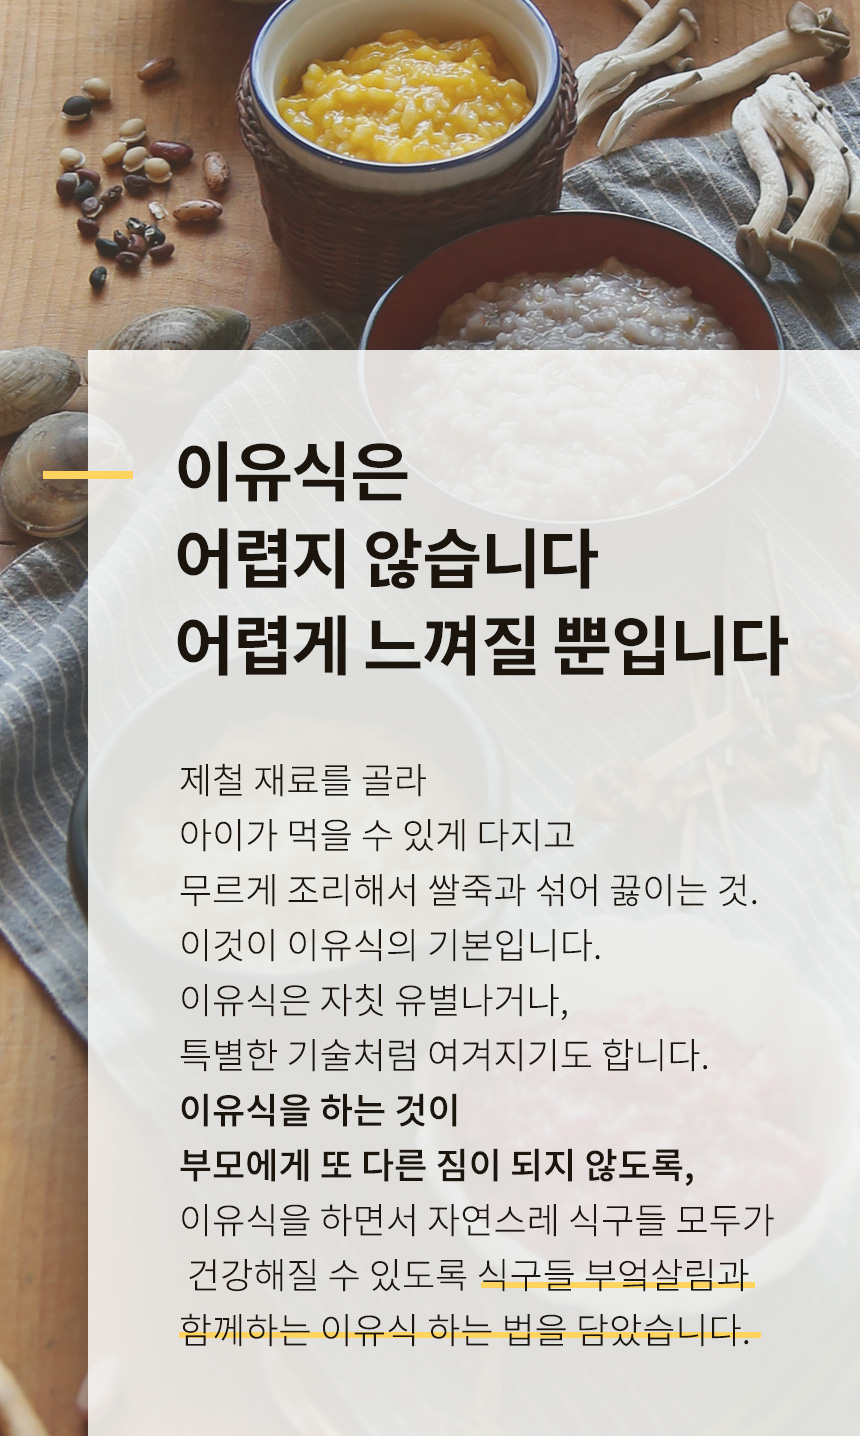 이유식은
어렵지 않습니다
어렵게 느껴질 뿐입니다
제철 재료를 골라
아이가 먹을 수 있게 다지고
무르게 조리해서 쌀죽과 섞어 끓이는 것.
이것이 이유식의 기본입니다.
이유식은 자칫 유별나거나,
특별한 기술처럼 여겨지기도 합니다.
이유식을 하는 것이
부모에게 또 다른 짐이 되지 않도록,
이유식을 하면서 자연스레 식구들 모두가
건강해질 수 있도록 식구들 부엌살림과
함께하는 이유식 하는 법을 담았습니다.